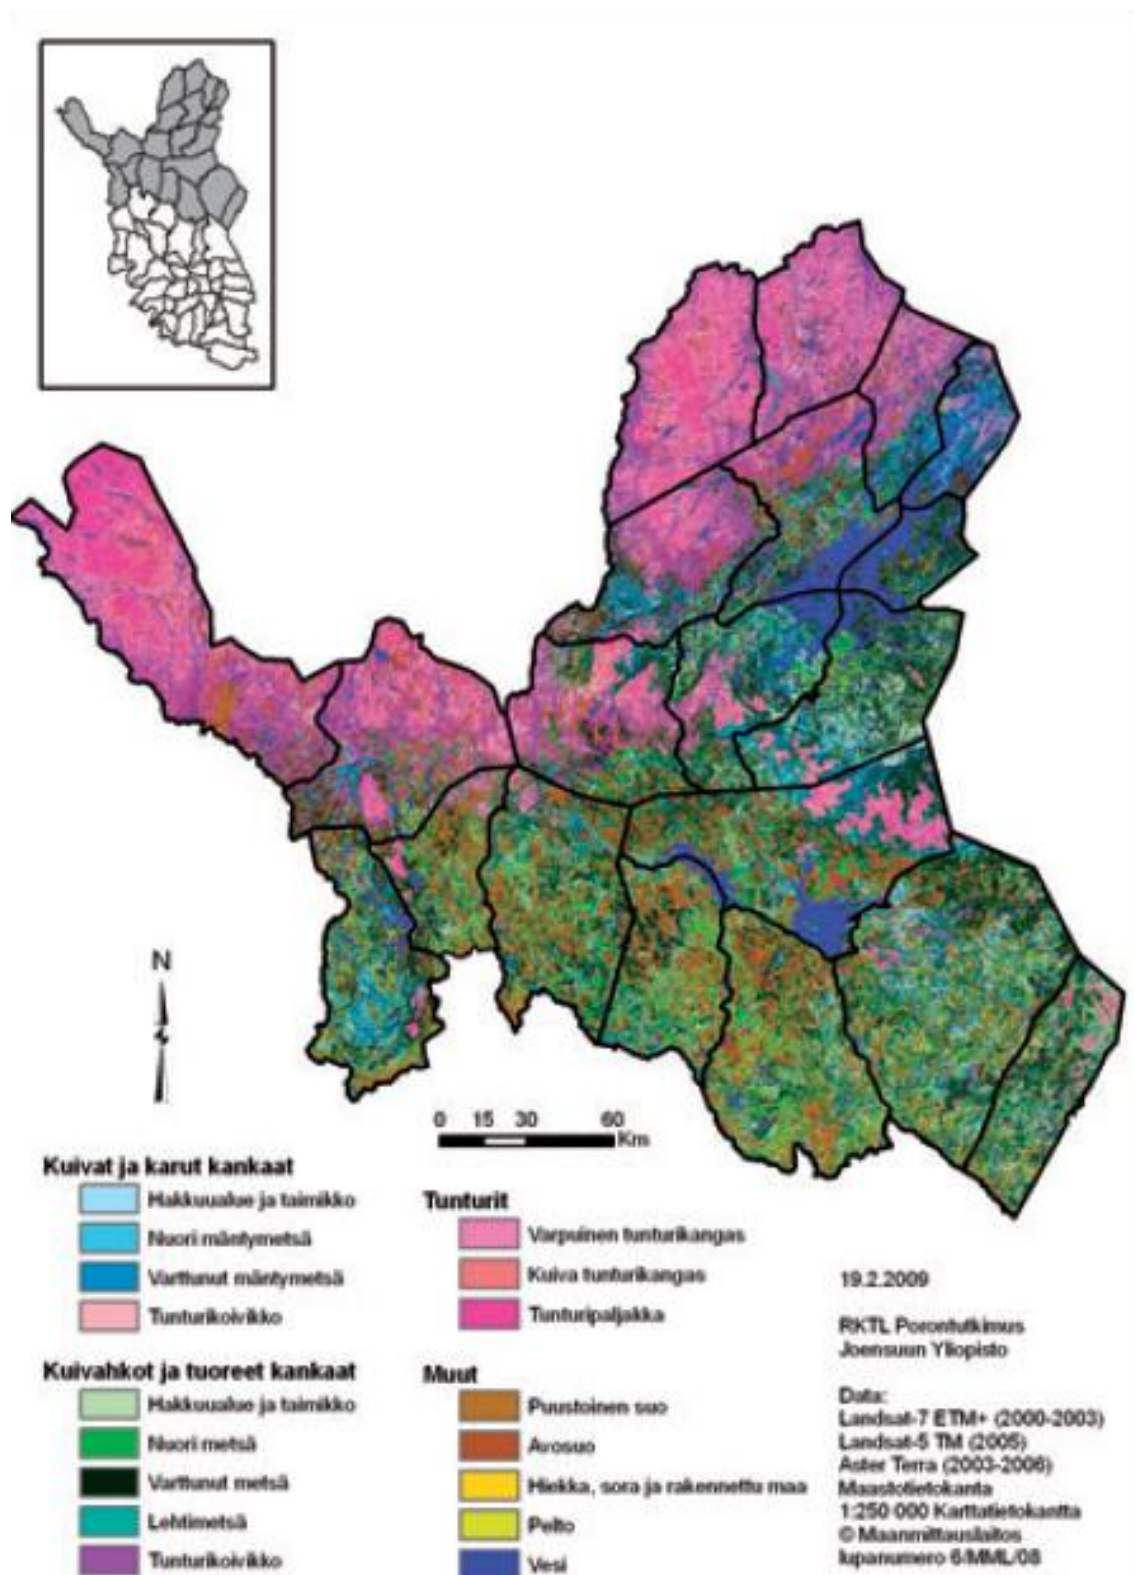 N
0 15 30 60
Km
Kuivat ja karut kankaat
Hakkuualue ja taimikko
Nuori mäntymetsä
Varttunut mäntymetsä
Tunturikoivikko
Kuivahkot ja tuoreet kankaat
Hakkuualue ja taimikko
Nuori metsä
Varttunut metsä
Lehtimetsä
Tunturikoivikko
Tunturit
Varpuinen tunturikangas
Kuiva tunturikangas
Tunturipaljakka
Muut
Puustoinen suo
Avosuo
Hiekka, sora ja rakennettu maa
Pelto
Vesi
19.2.2009
RKTL Porontutkimus
Joensuun Yliopisto
Data:
Landsat-7 ETM+ (2000-2003)
Landsat-5 TM (2005)
Aster Terra (2003-2006)
Maastotietokanta
1:250 000 Karttatietokantta
© Maanmittauslaitos
lupanumero 6/MML/08